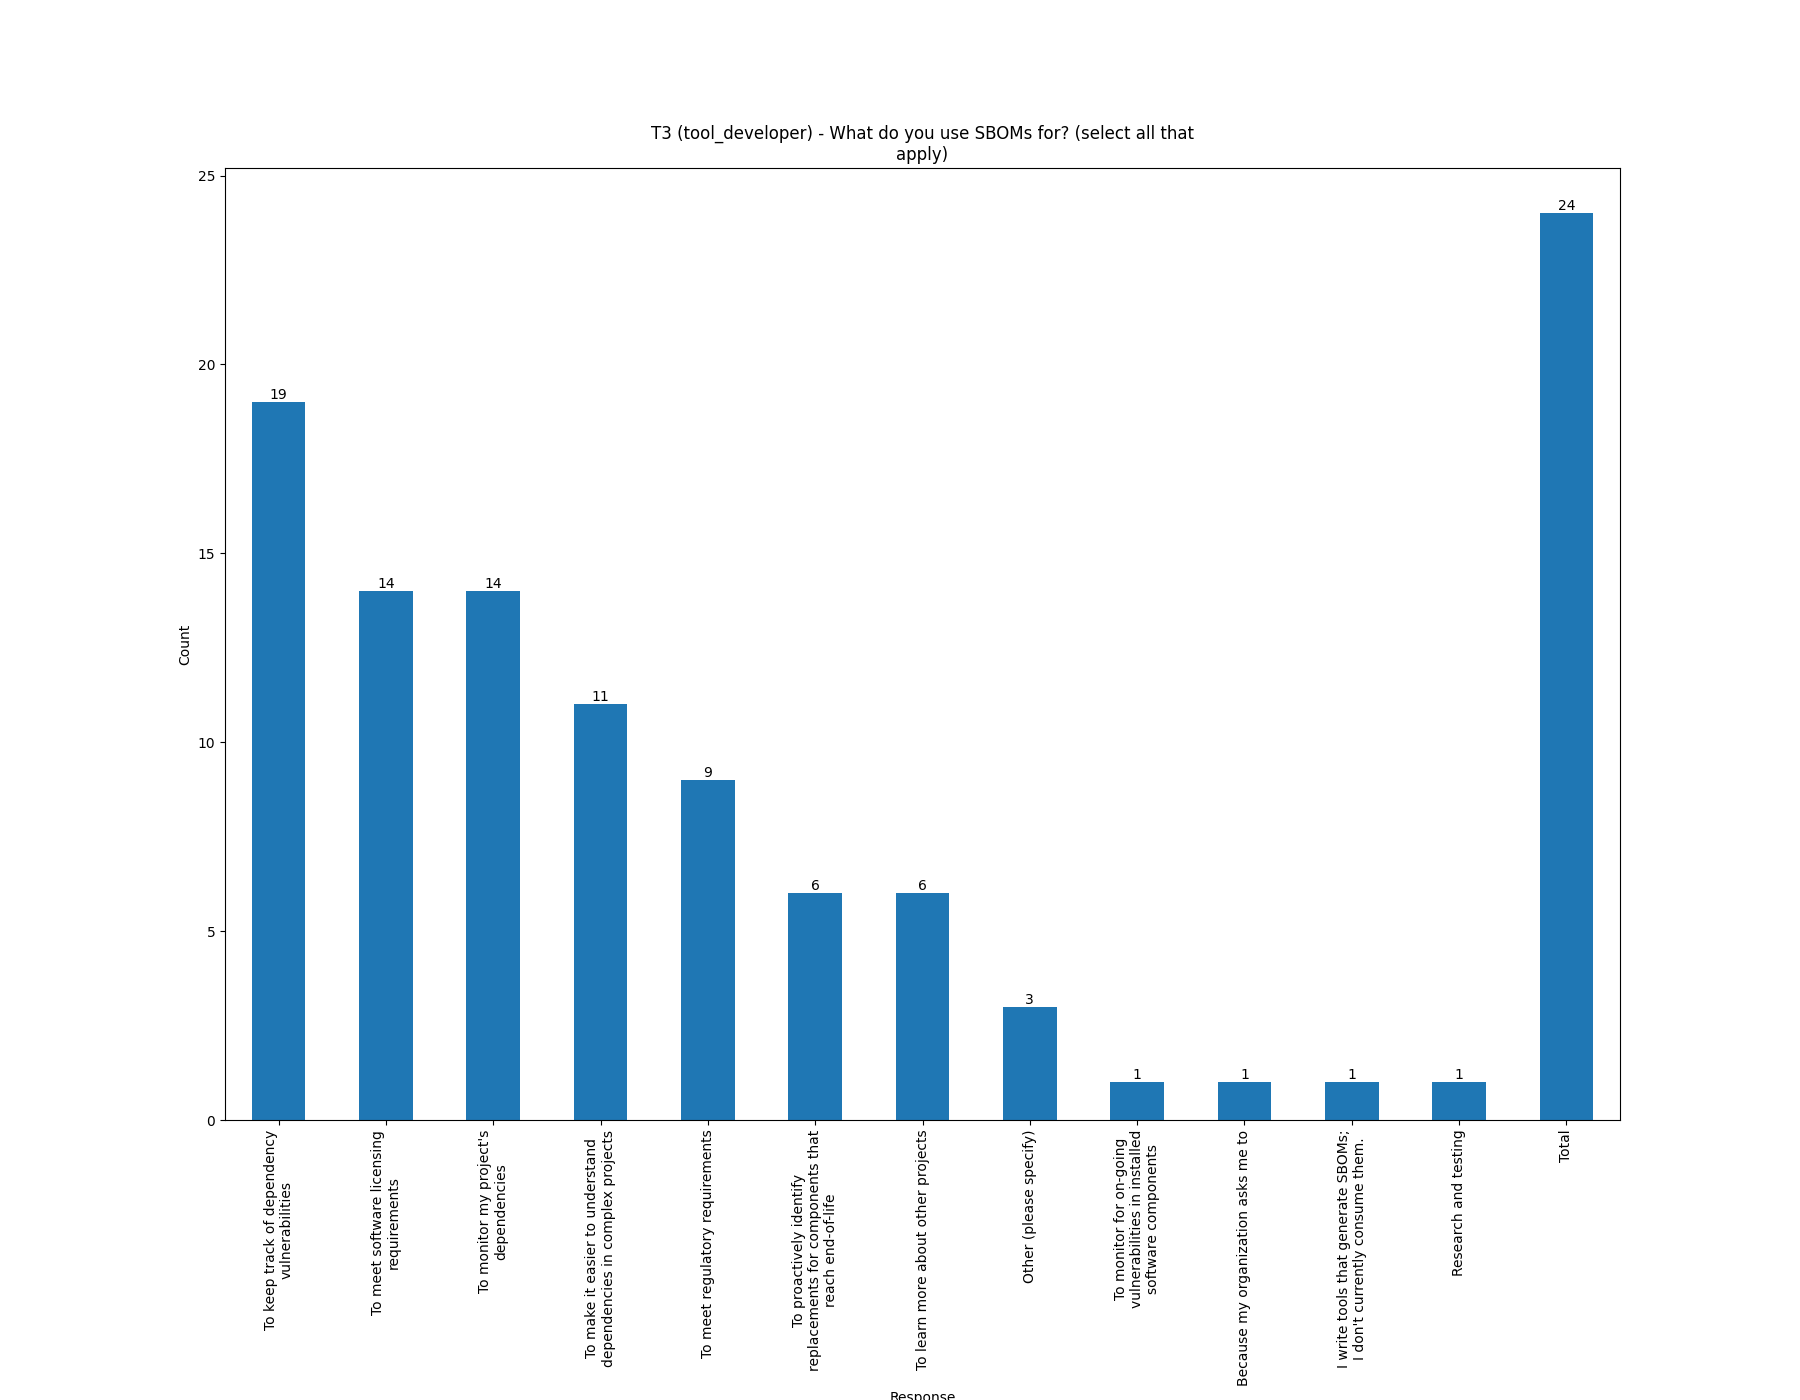 T3 (tool_developer) - What do you use SBOMs for? (select all that
apply)
Count
25
20
15
10
5
0
19
14
14
11
9
6
6
3
1
1
1
1
24
To keep track of dependency
vulnerabilities
To meet software licensing
requirements
To monitor my project's
dependencies
To make it easier to understand
dependencies in complex projects
To meet regulatory requirements
To proactively identify
replacements for components that
reach end-of-life
To learn more about other projects
Other (please specify)
To monitor for on-going
vulnerabilities in installed
software components
Because my organization asks me to
I write tools that generate SBOMs;
I don't currently consume them.
Research and testing
Total
Response